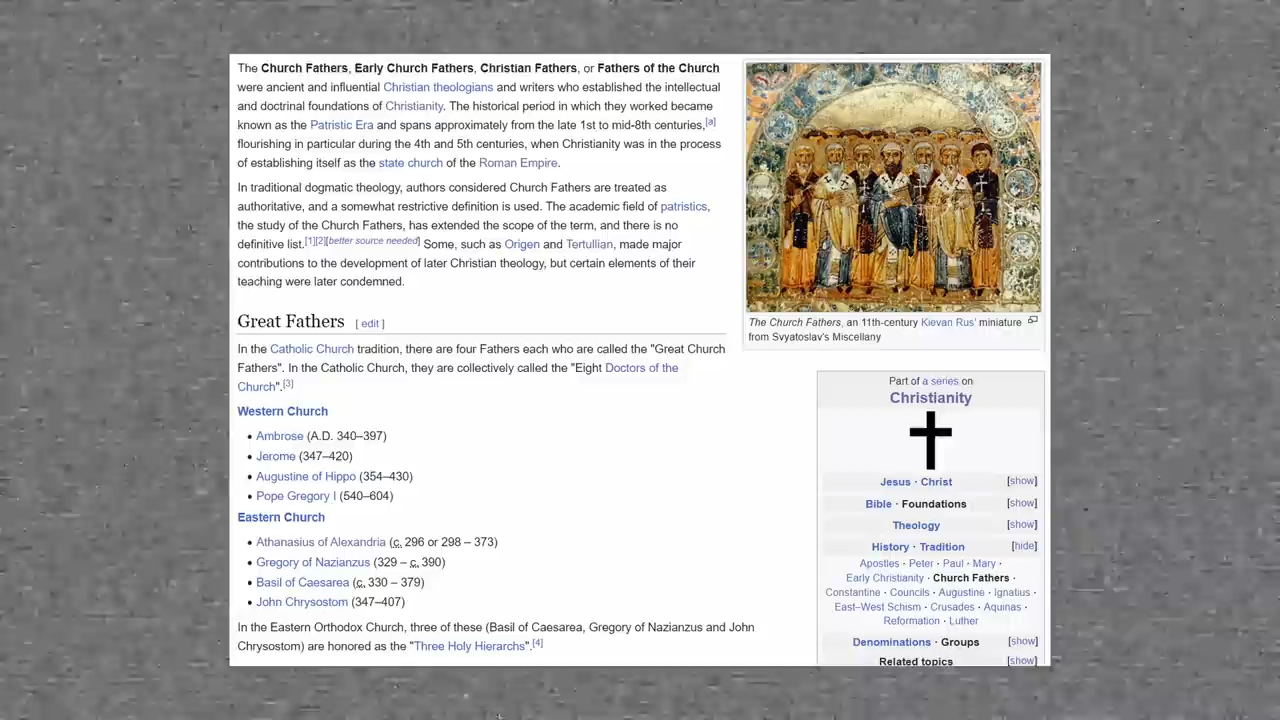 The Church Fathers, Early Church Fathers, Christian Fathers, or Fathers of the Church
were ancient and influential Christian theologians and writers who established the intellectual
and doctrinal foundations of Christianity. The historical period in which they worked became
known as the Patristic Era and spans approximately from the late 1st to mid-8th centuries,[a]
flourishing in particular during the 4th and 5th centuries, when Christianity was in the process
of establishing itself as the state church of the Roman Empire.
In traditional dogmatic theology, authors considered Church Fathers are treated as
authoritative, and a somewhat restrictive definition is used. The academic field of patristics,
the study of the Church Fathers, has extended the scope of the term, and there is no
definitive list.[1][2][better source needed] Some, such as Origen and Tertullian, made major
contributions to the development of later Christian theology, but certain elements of their
teaching were later condemned.
Great Fathers [ edit ]
In the Catholic Church tradition, there are four Fathers each who are called the "Great Church
Fathers". In the Catholic Church, they are collectively called the "Eight Doctors of the
Church".[3]
Western Church
• Ambrose (A.D. 340–397)
• Jerome (347–420)
• Augustine of Hippo (354–430)
• Pope Gregory I (540–604)
Eastern Church
• Athanasius of Alexandria (c. 296 or 298 – 373)
• Gregory of Nazianzus (329 – c. 390)
• Basil of Caesarea (c. 330 – 379)
• John Chrysostom (347–407)
In the Eastern Orthodox Church, three of these (Basil of Caesarea, Gregory of Nazianzus and John
Chrysostom) are honored as the "Three Holy Hierarchs".[4]
The Church Fathers, an 11th-century Kievan Rus' miniature
from Svyatoslav's Miscellany
Part of a series on
Christianity
Jesus · Christ [show]
Bible · Foundations [show]
Theology [show]
History · Tradition [hide]
Apostles · Peter · Paul · Mary ·
Early Christianity · Church Fathers ·
Constantine · Councils · Augustine · Ignatius ·
East–West Schism · Crusades · Aquinas ·
Reformation · Luther
Denominations · Groups [show]
Related topics [show]